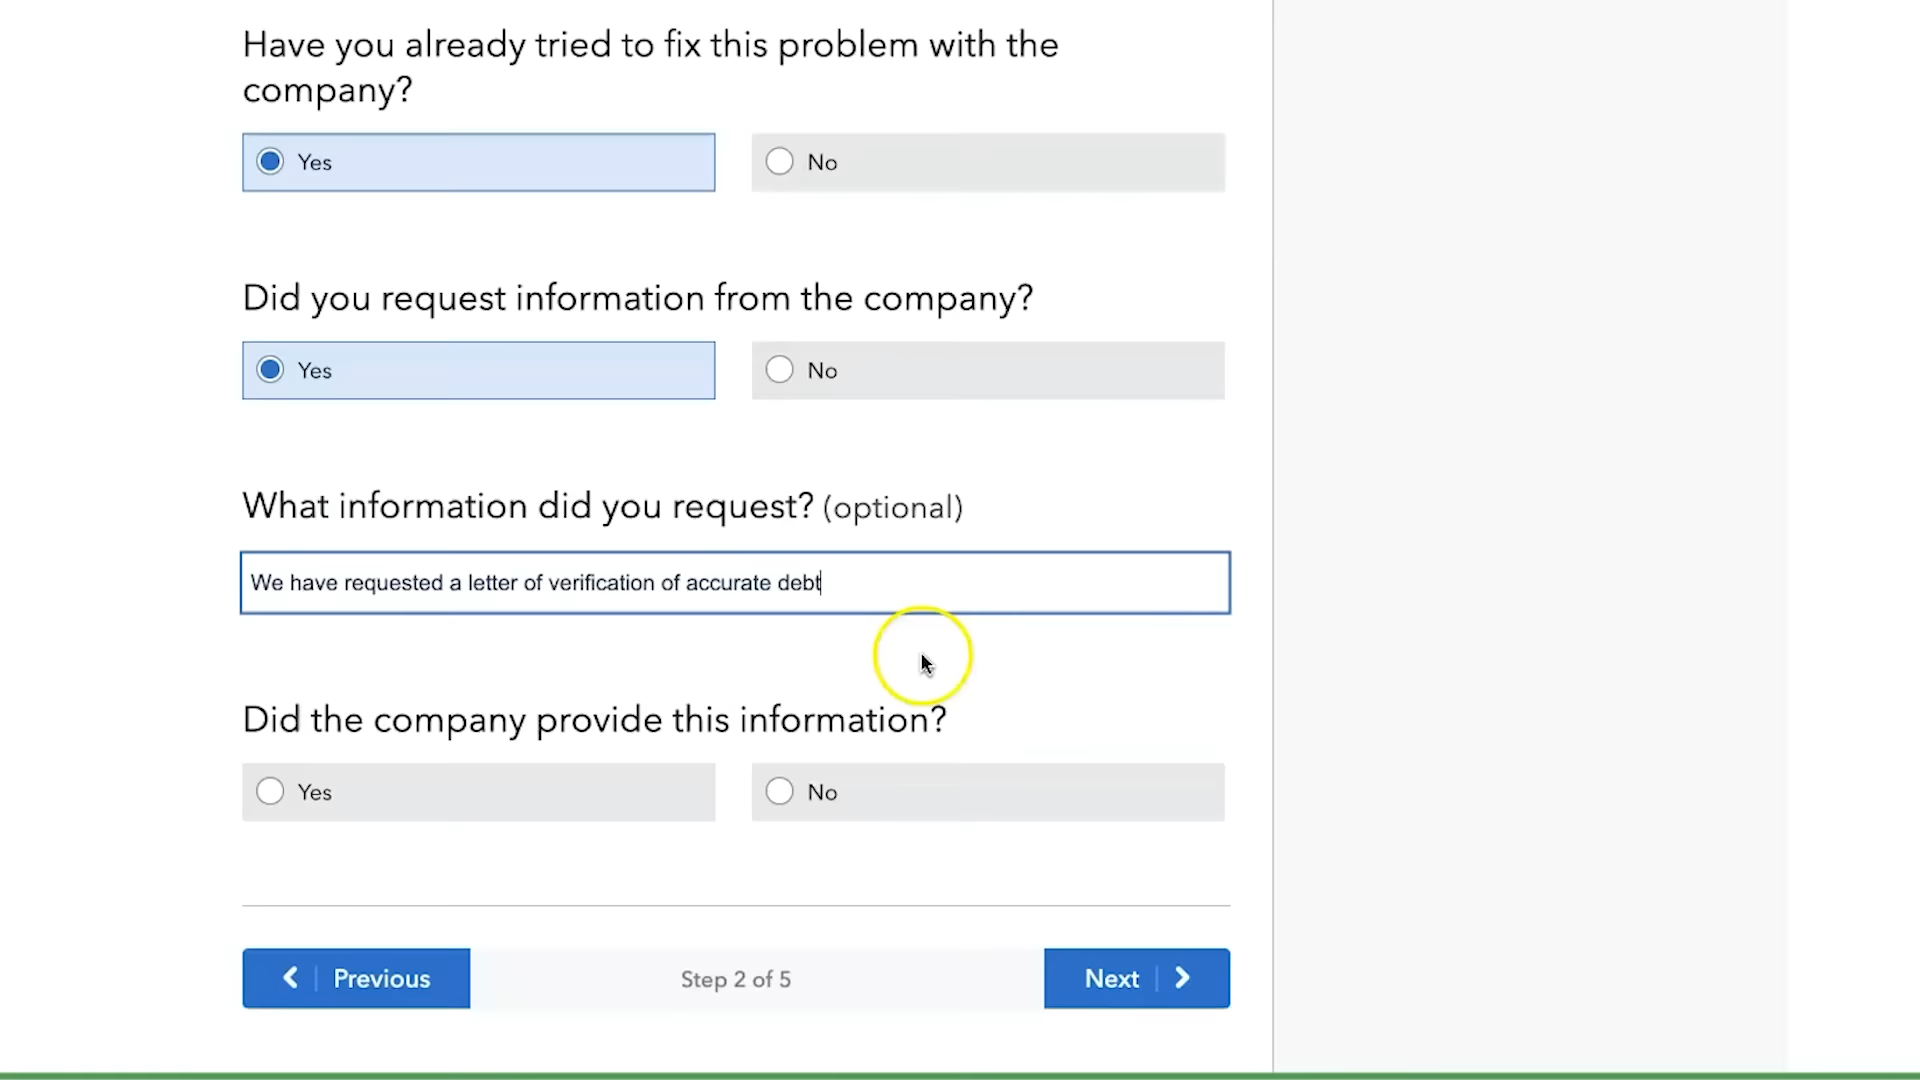 Have you already tried to fix this problem with the
company?
Yes
No
Did you request information from the company?
Yes
No
What information did you request? (optional)
We have requested a letter of verification of accurate debt
Did the company provide this information?
Yes
No
Previous
Step 2 of 5
Next